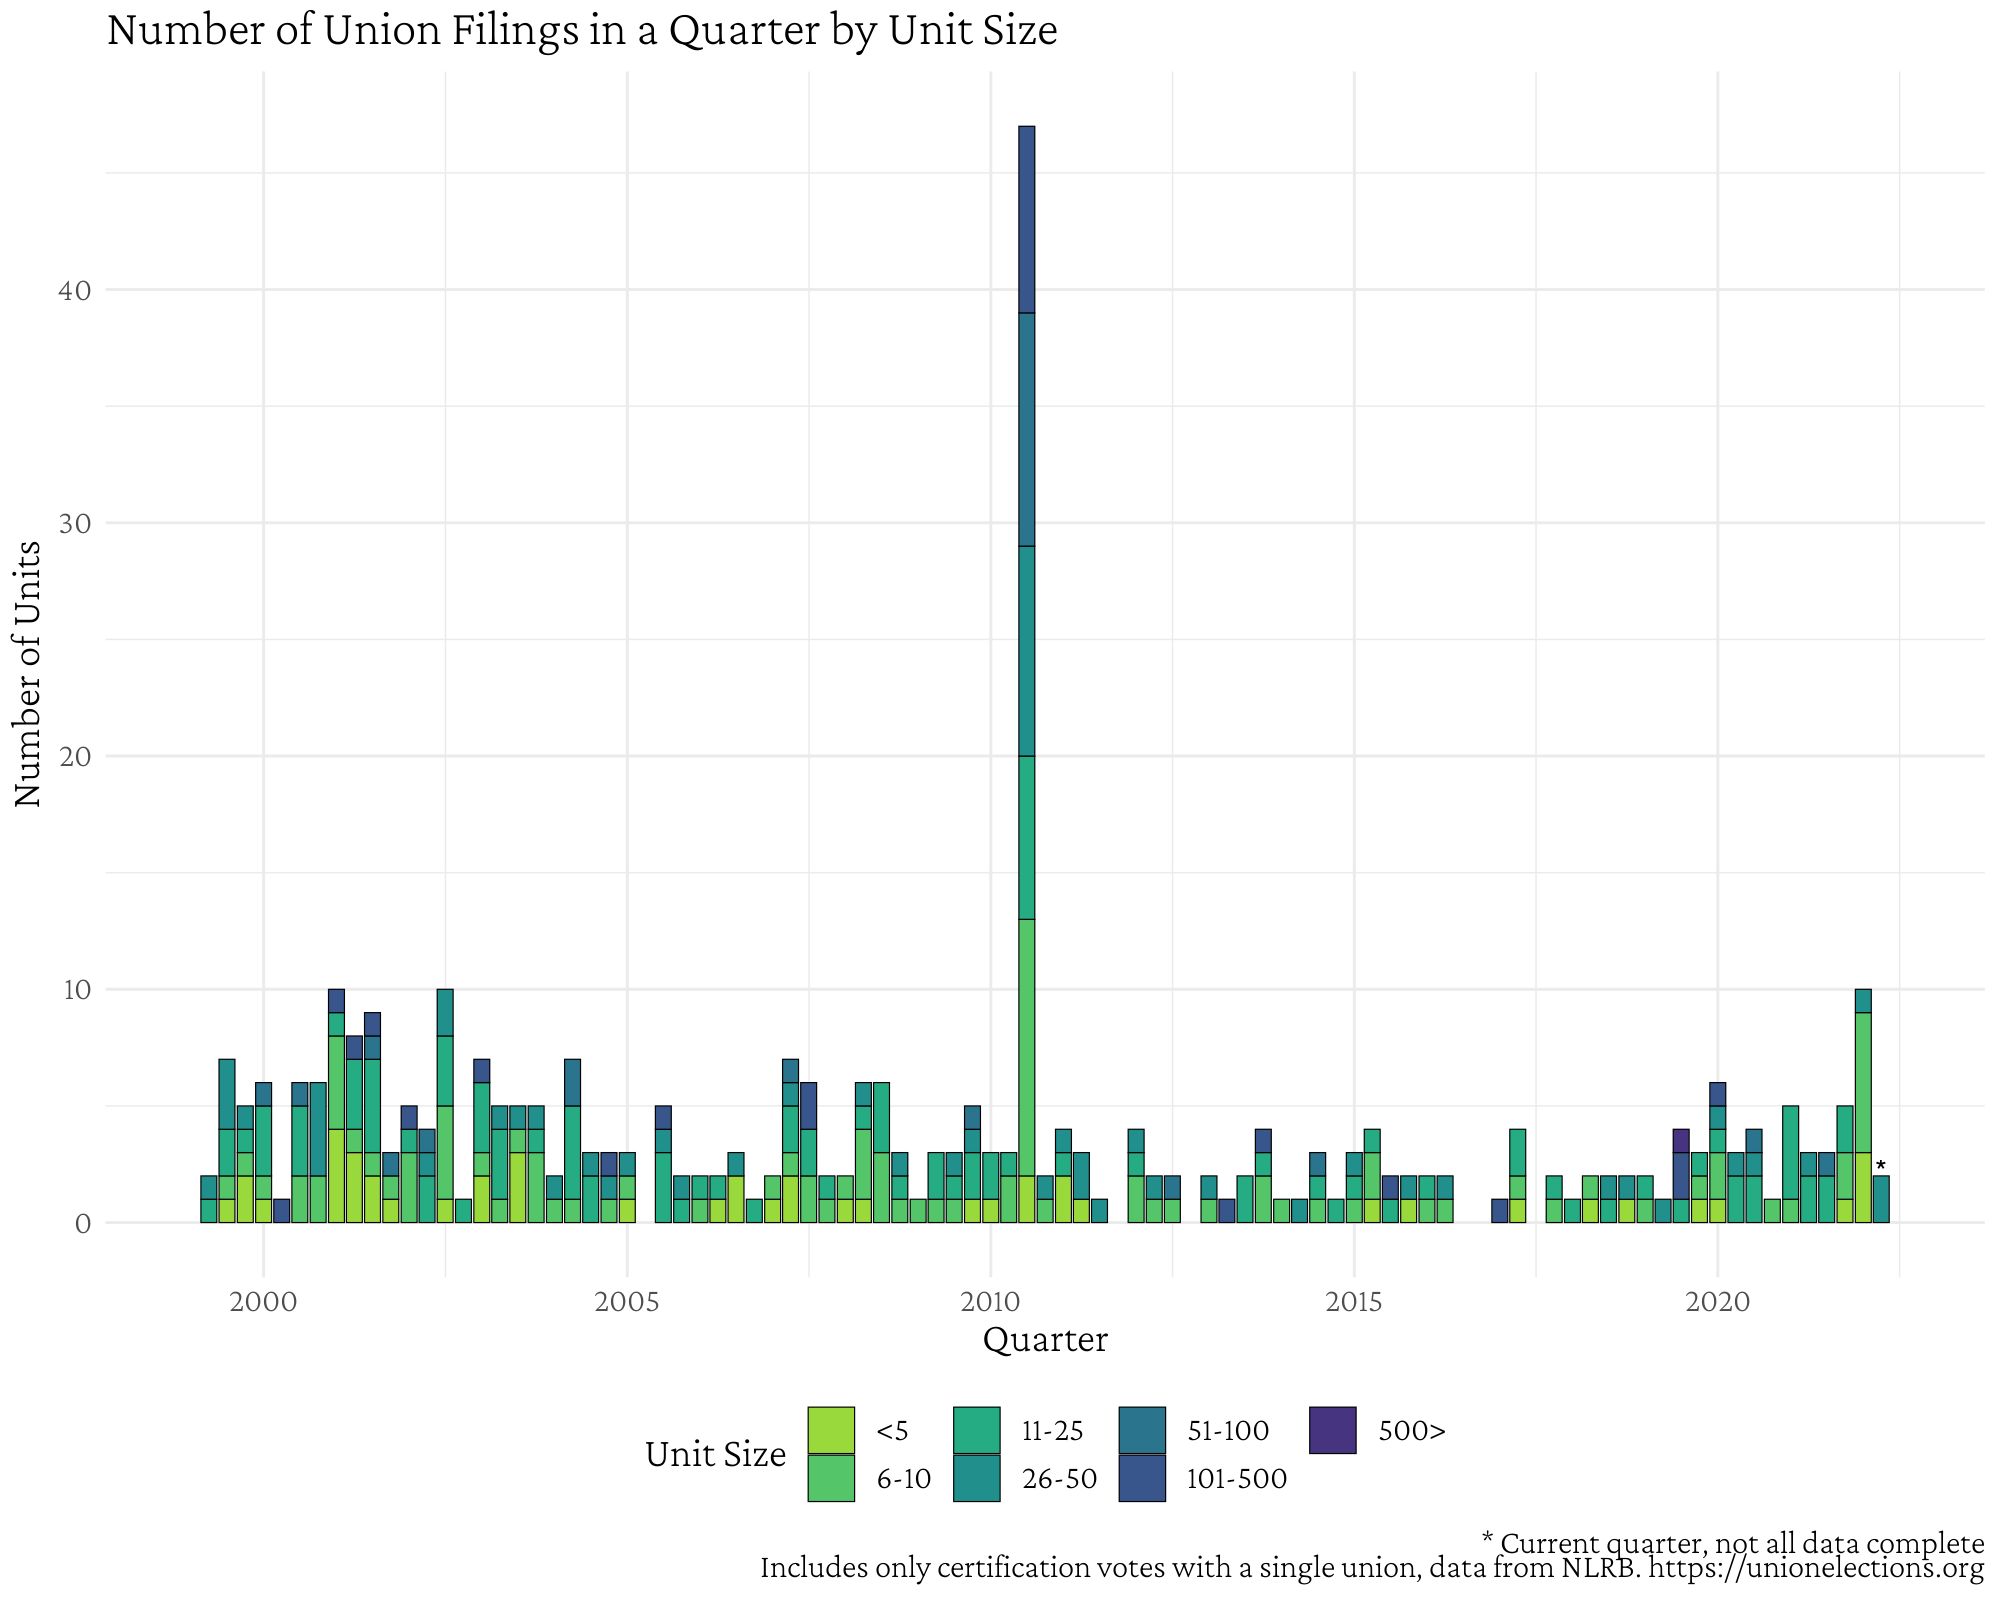 Number of Union Filings in a Quarter by Unit Size
Number of Units
40
30
20
10
0
*
2000 2005 2010 2015 2020
Quarter
Unit Size
<5 11-25 51-100 500>
6-10 26-50 101-500
* Current quarter, not all data complete
Includes only certification votes with a single union, data from NLRB. https://unionelections.org